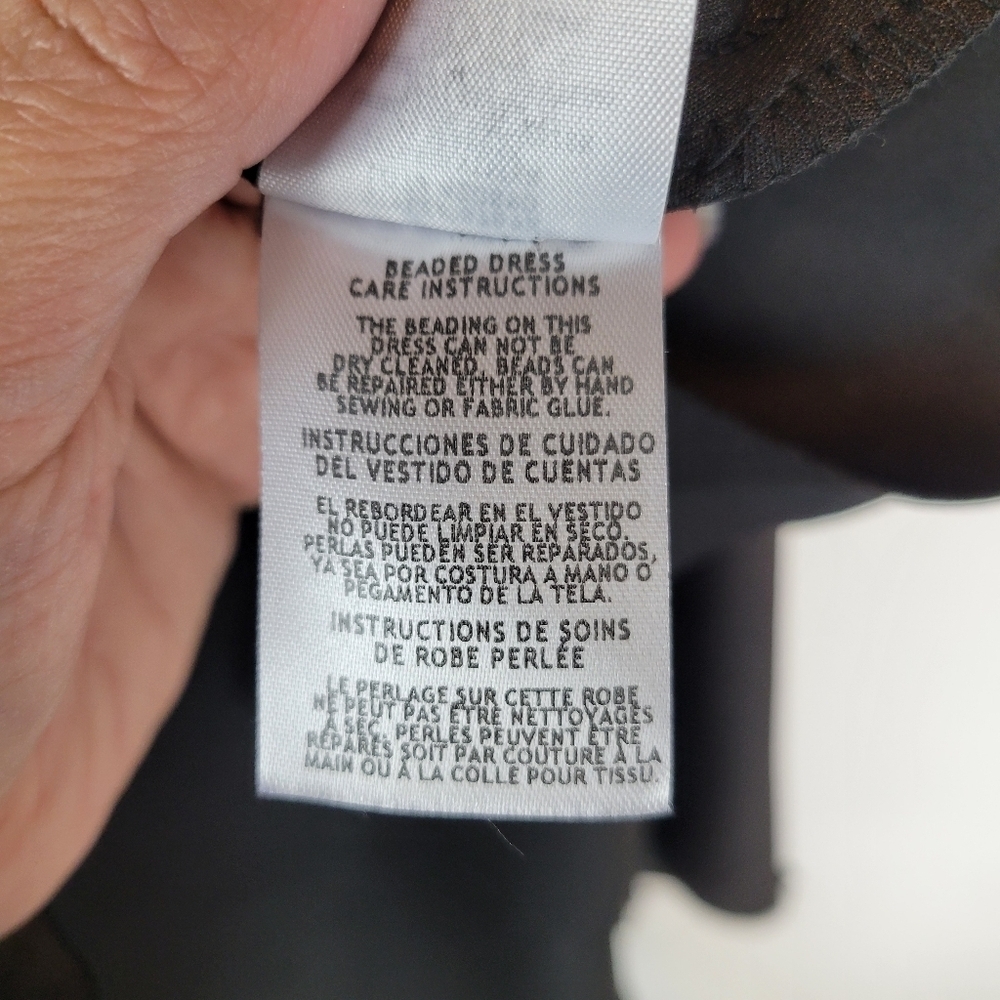 BEADED DRESS
CARE INSTRUCTIONS
THE BEADING ON THIS
DRESS CAN NOT BE
DRY CLEANED. BEADS CAN
BE REPAIRED EITHER BY HAND
SEWING OR FABRIC GLUE.
INSTRUCCIONES DE CUIDADO
DEL VESTIDO DE CUENTAS
EL REBORDEAR EN EL VESTIDO
NO PUEDE LIMPIAR EN SECO.
PERLAS PUEDEN SER REPARADOS,
YA SEA POR COSTURA A MANO O
PEGAMENTO DE LA TELA.
INSTRUCTIONS DE SOINS
DE ROBE PERLÉE
LE PERLAGE SUR CETTE ROBE
NE PEUT PAS ÊTRE NETTOYAGES
À SEC. PERLES PEUVENT ÊTRE
RÉPARÉS SOIT PAR COUTURE À LA
MAIN OU À LA COLLE POUR TISSU.